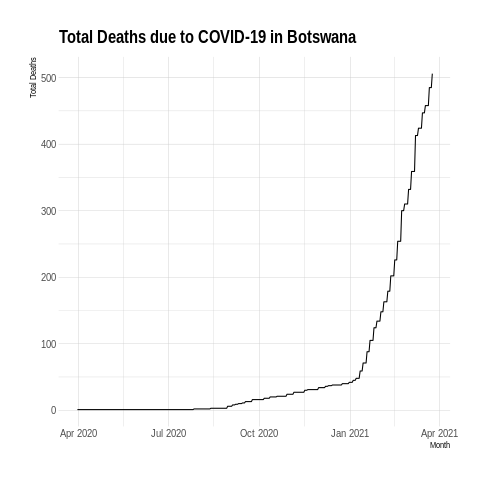 Total Deaths due to COVID-19 in Botswana
Total Deaths
500
400
300
200
100
0
Apr 2020 Jul 2020 Oct 2020 Jan 2021 Apr 2021
Month